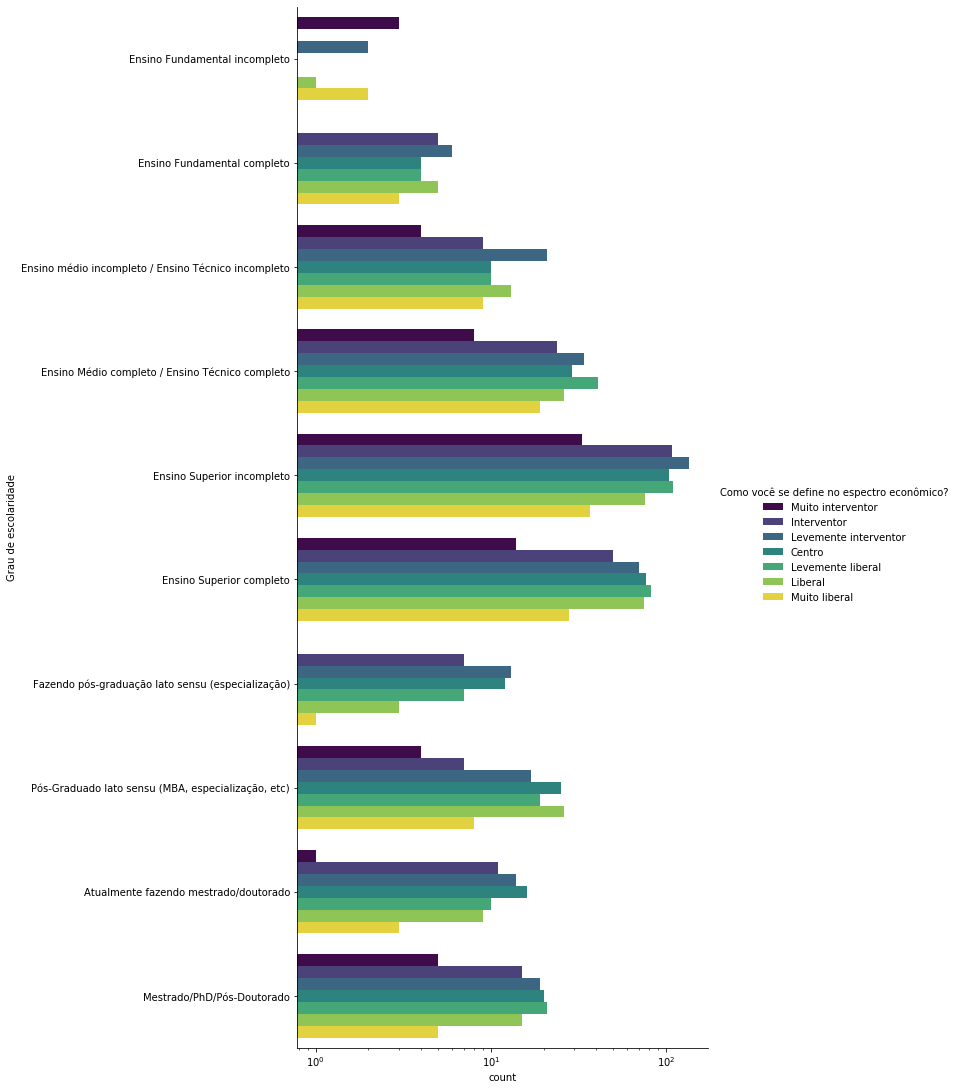 Ensino Fundamental incompleto
Ensino Fundamental completo
Ensino médio incompleto / Ensino Técnico incompleto
Ensino Médio completo / Ensino Técnico completo
Ensino Superior incompleto
Ensino Superior completo
Fazendo pós-graduação lato sensu (especialização)
Pós-Graduado lato sensu (MBA, especialização, etc)
Atualmente fazendo mestrado/doutorado
Mestrado/PhD/Pós-Doutorado
Grau de escolaridade
10⁰ 10¹ 10²
count
Como você se define no espectro econômico?
Muito interventor
Interventor
Levemente interventor
Centro
Levemente liberal
Liberal
Muito liberal